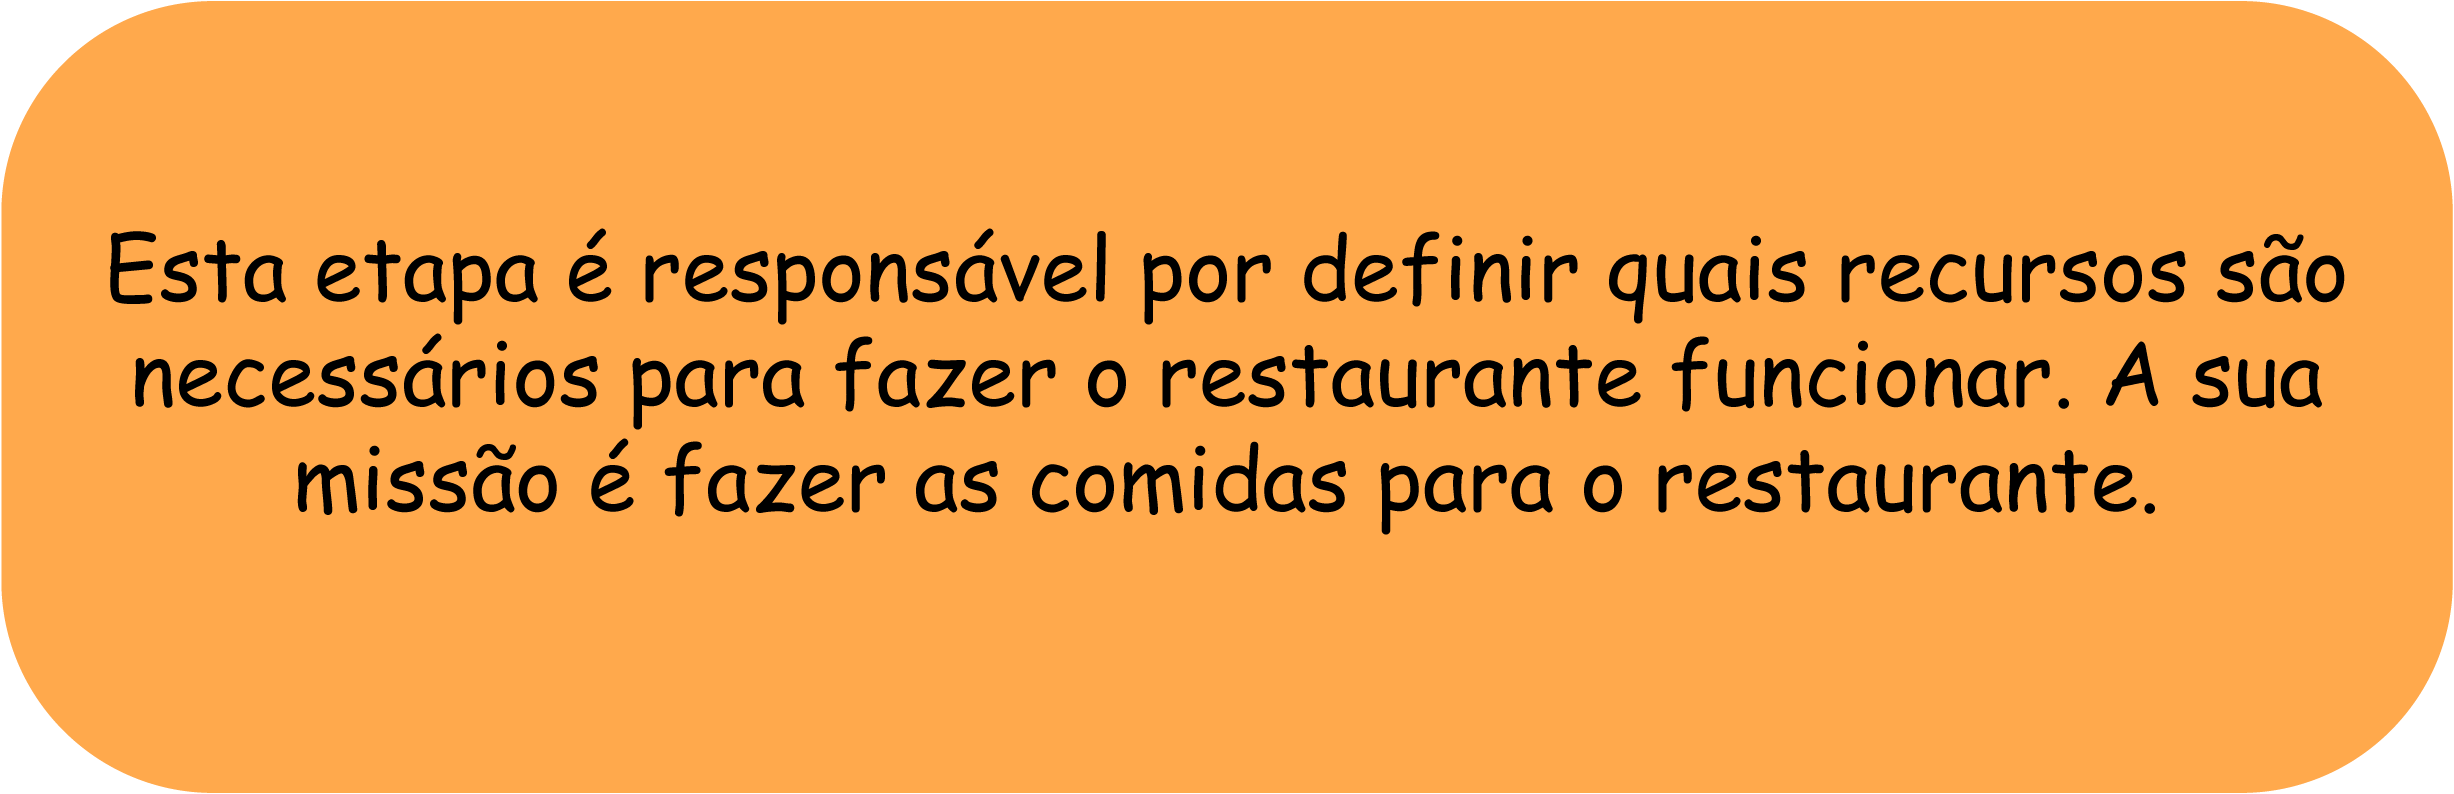 Esta etapa é responsável por definir quais recursos são
necessários para fazer o restaurante funcionar. A sua
missão é fazer as comidas para o restaurante.